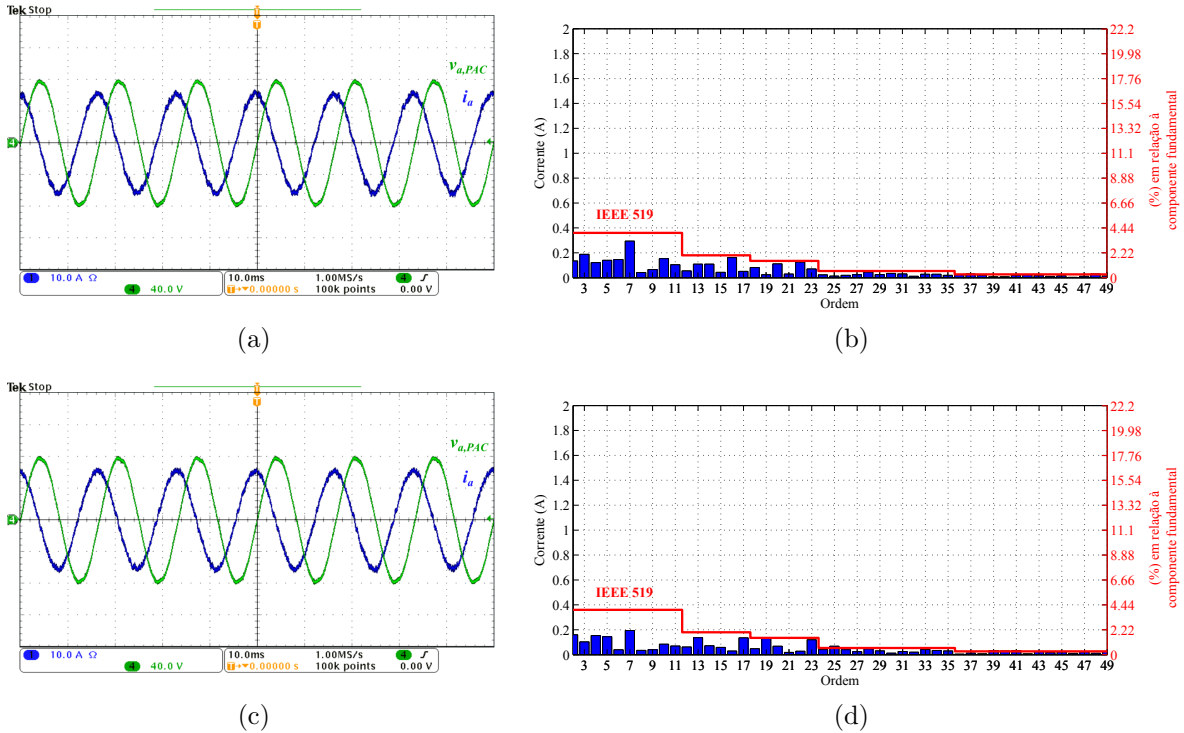 Tek Stop
T
T
v_{a,PAC}
i_a
4
1 10.0 A Ω
4 40.0 V
10.0ms 1.00MS/s 4 ∫
T→▼0.00000 s 100k points 0.00 V
(a)
2 22.2
1.8 19.98
1.6 17.76
1.4 15.54
1.2 13.32
1 11.1
0.8 8.88
0.6 6.66
0.4 4.44
0.2 2.22
0 0
Corrente (A)
IEEE 519
(%) em relação à
componente fundamental
3 5 7 9 11 13 15 17 19 21 23 25 27 29 31 33 35 37 39 41 43 45 47 49
Ordem
(b)
Tek Stop
T
T
v_{a,PAC}
i_a
4
1 10.0 A Ω
4 40.0 V
10.0ms 1.00MS/s 4 ∫
T→▼0.00000 s 100k points 0.00 V
(c)
2 22.2
1.8 19.98
1.6 17.76
1.4 15.54
1.2 13.32
1 11.1
0.8 8.88
0.6 6.66
0.4 4.44
0.2 2.22
0 0
Corrente (A)
IEEE 519
(%) em relação à
componente fundamental
3 5 7 9 11 13 15 17 19 21 23 25 27 29 31 33 35 37 39 41 43 45 47 49
Ordem
(d)